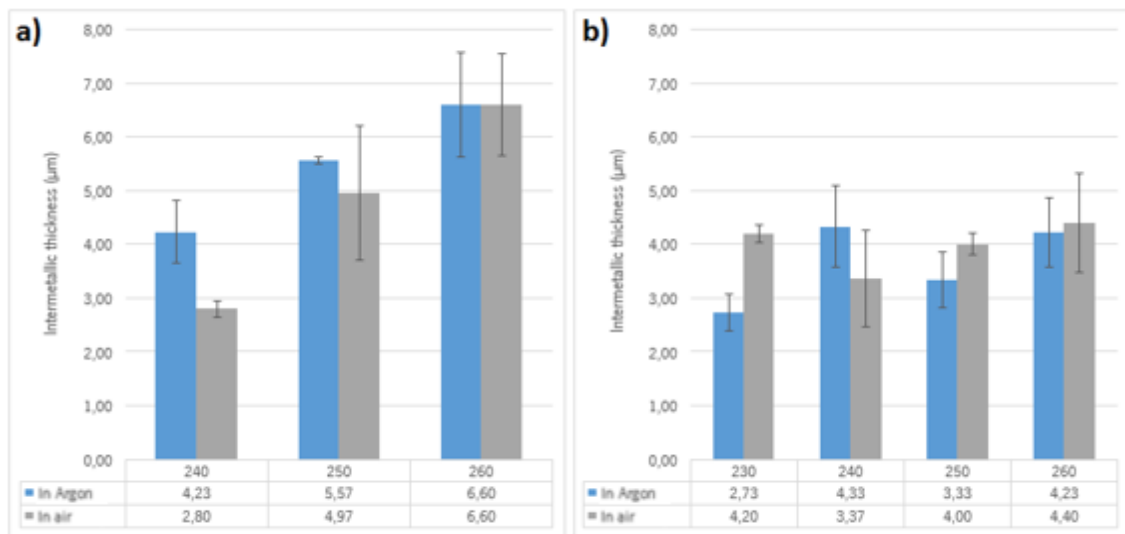 a)
8,00
7,00
6,00
5,00
4,00
3,00
2,00
1,00
0,00
Intermetallic thickness (µm)
240 250 260
In Argon 4,23 5,57 6,60
In air 2,80 4,97 6,60
b)
8,00
7,00
6,00
5,00
4,00
3,00
2,00
1,00
0,00
Intermetallic thickness (µm)
230 240 250 260
In Argon 2,73 4,33 3,33 4,23
In air 4,20 3,37 4,00 4,40